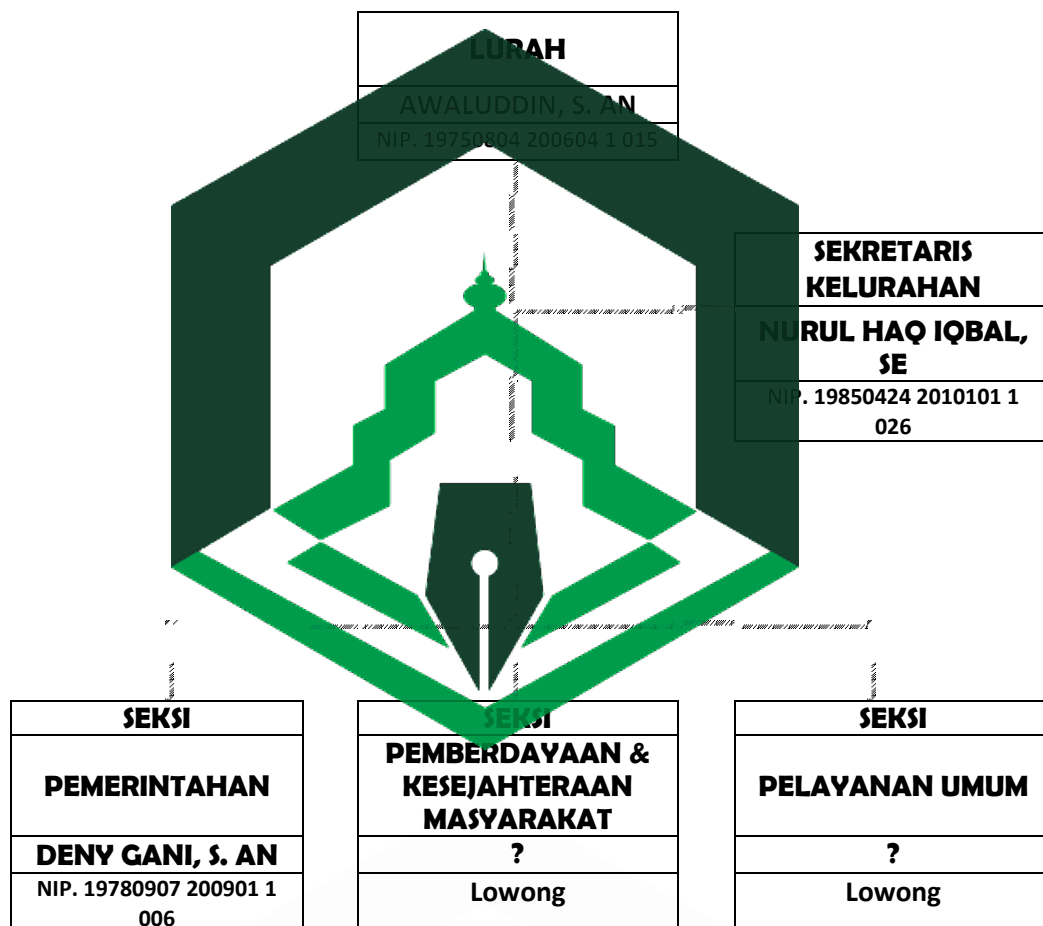 LURAH
AWALUDDIN, S. AN
NIP. 19750804 200604 1 015
SEKRETARIS
KELURAHAN
NURUL HAQ IQBAL,
SE
NIP. 19850424 2010101 1
026
SEKSI
PEMERINTAHAN
DENY GANI, S. AN
NIP. 19780907 200901 1
006
SEKSI
PEMBERDAYAAN &
KESEJAHTERAAN
MASYARAKAT
?
Lowong
SEKSI
PELAYANAN UMUM
?
Lowong